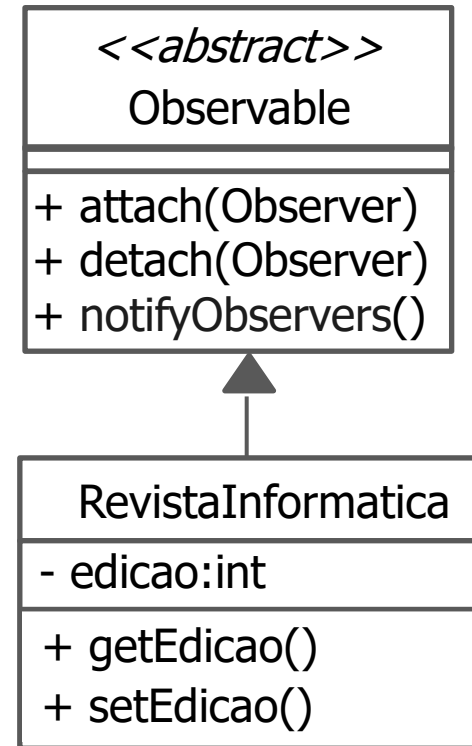 <<abstract>>
Observable
+ attach(Observer)
+ detach(Observer)
+ notifyObservers()
RevistaInformatica
- edicao:int
+ getEdicao()
+ setEdicao()